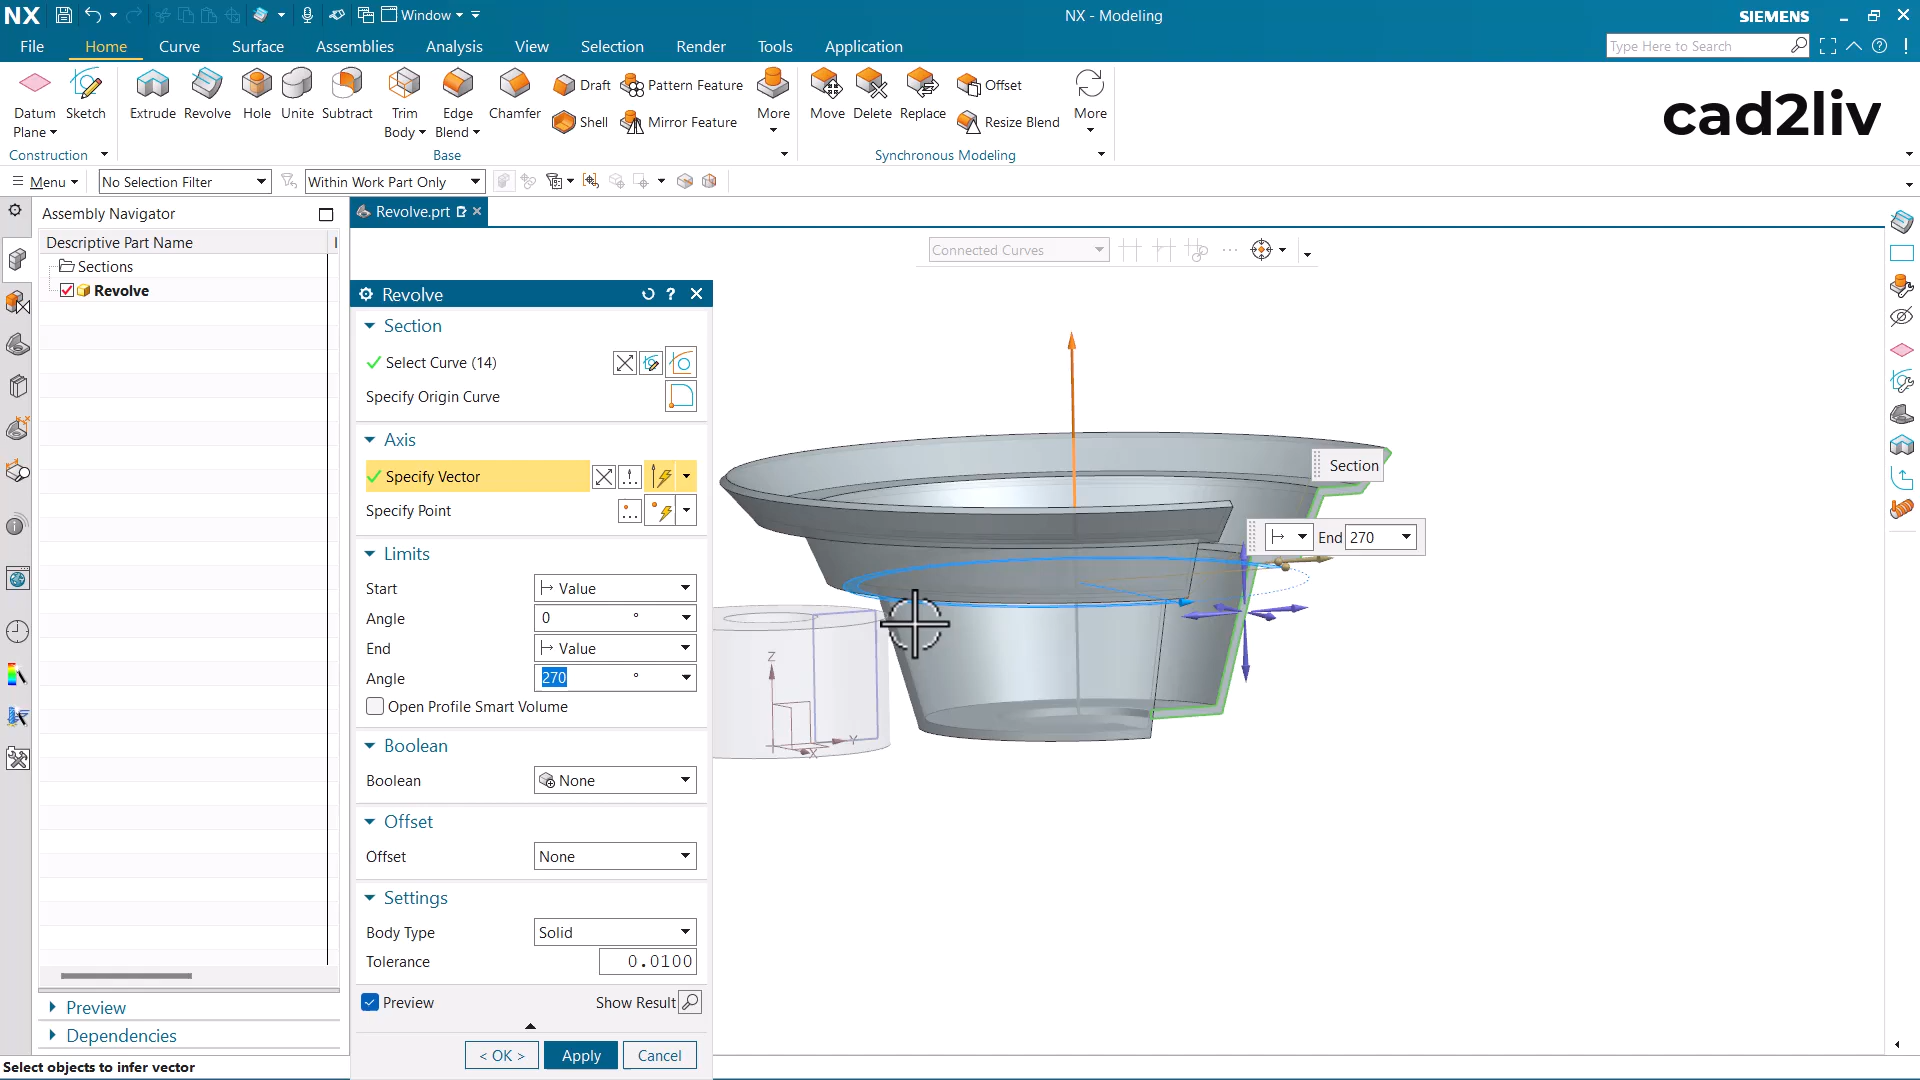 NX
Window
NX - Modeling
SIEMENS
File
Home
Curve
Surface
Assemblies
Analysis
View
Selection
Render
Tools
Application
Type Here to Search
Datum
Plane
Sketch
Extrude
Revolve
Hole
Unite
Subtract
Trim
Body
Edge
Blend
Chamfer
Draft
Shell
Pattern Feature
Mirror Feature
More
Move
Delete
Replace
Offset
Resize Blend
More
cad2liv
Construction
Base
Synchronous Modeling
Menu
No Selection Filter
Within Work Part Only
Assembly Navigator
Revolve.prt
Descriptive Part Name
Sections
Revolve
Connected Curves
Revolve
Section
Select Curve (14)
Specify Origin Curve
Axis
Specify Vector
Specify Point
Limits
Start
Value
Angle
0 °
End
Value
Angle
270 °
Open Profile Smart Volume
Boolean
Boolean
None
Offset
Offset
None
Settings
Body Type
Solid
Tolerance
0.0100
Preview
Show Result
< OK >
Apply
Cancel
Section
End 270
Z
Y
X
Preview
Dependencies
Select objects to infer vector